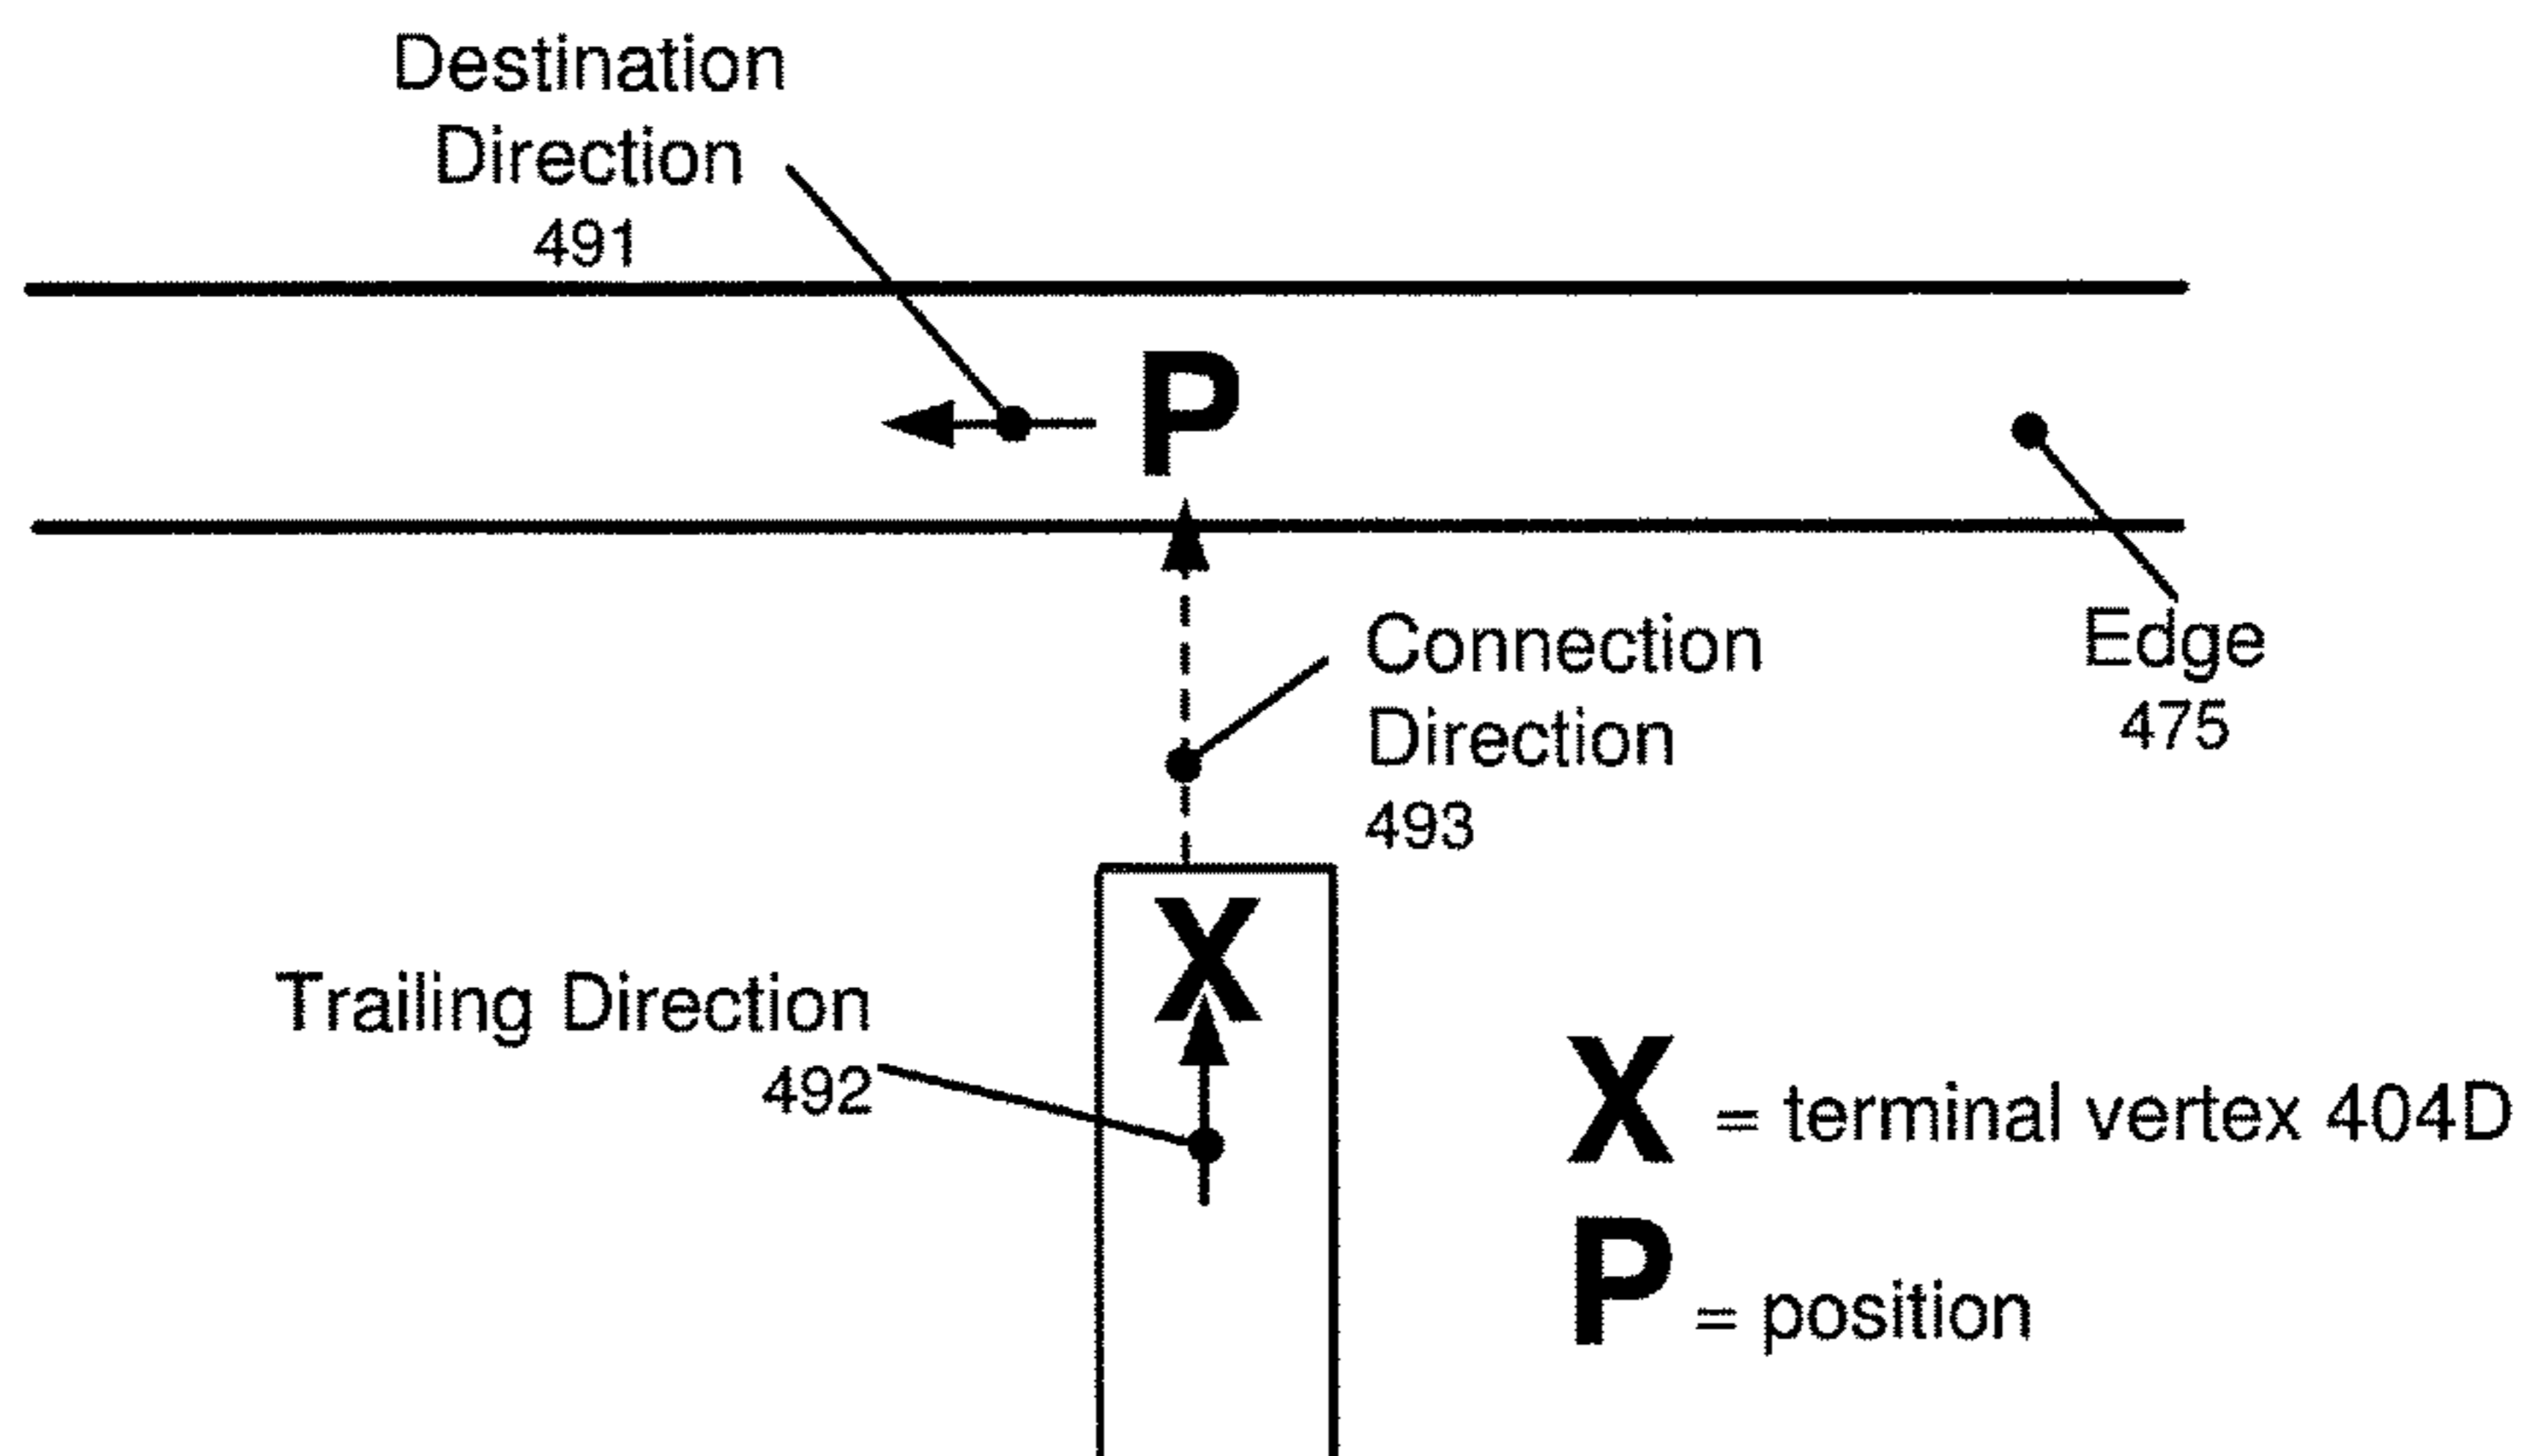 Destination
Direction
491
P
Connection
Direction
493
Edge
475
X
Trailing Direction
492
X = terminal vertex 404D
P = position